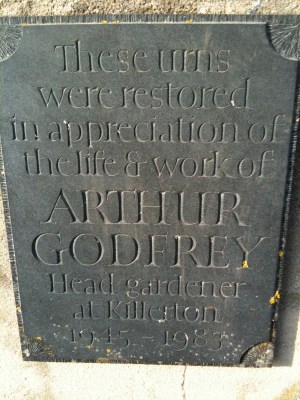 These urns
were restored
in appreciation of
the life & work of
ARTHUR
GODFREY
Head gardener
at Killerton
1945 - 1983